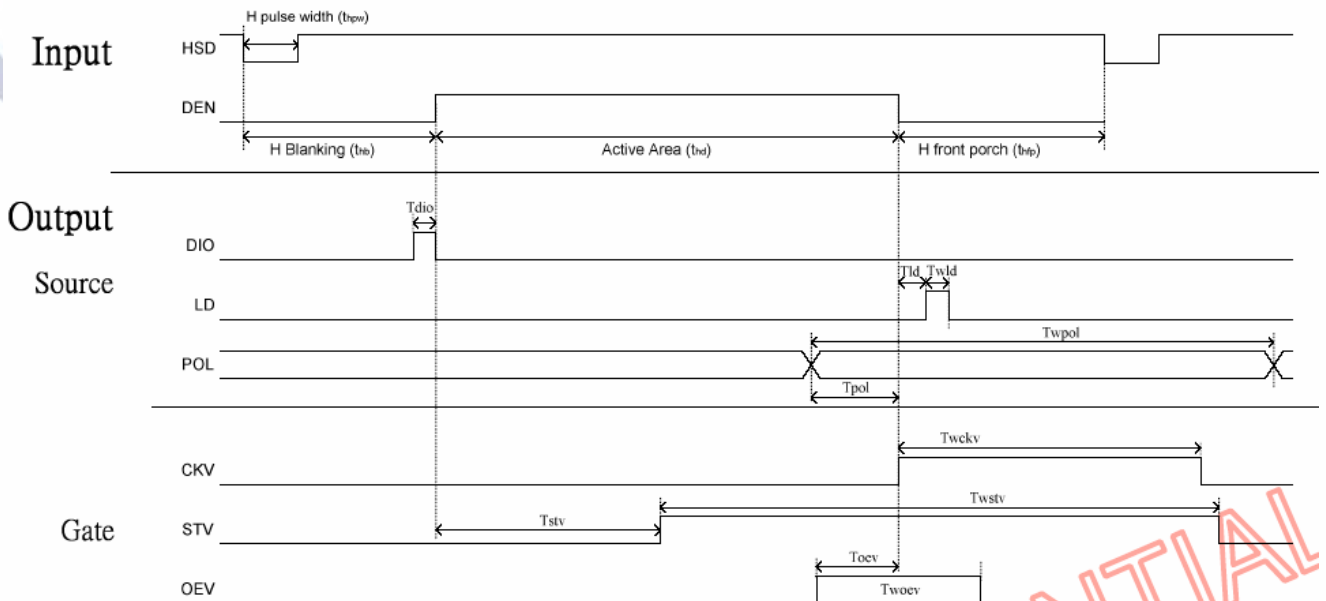 H pulse width (thpw)
Input
HSD
DEN
H Blanking (thb)
Active Area (thd)
H front porch (thfp)
Output
Tdio
DIO
Source
Tld
Twld
LD
Twpol
POL
Tpol
Twckv
CKV
Twstv
Gate
STV
Tstv
Toev
OEV
Twoev
NTIAL